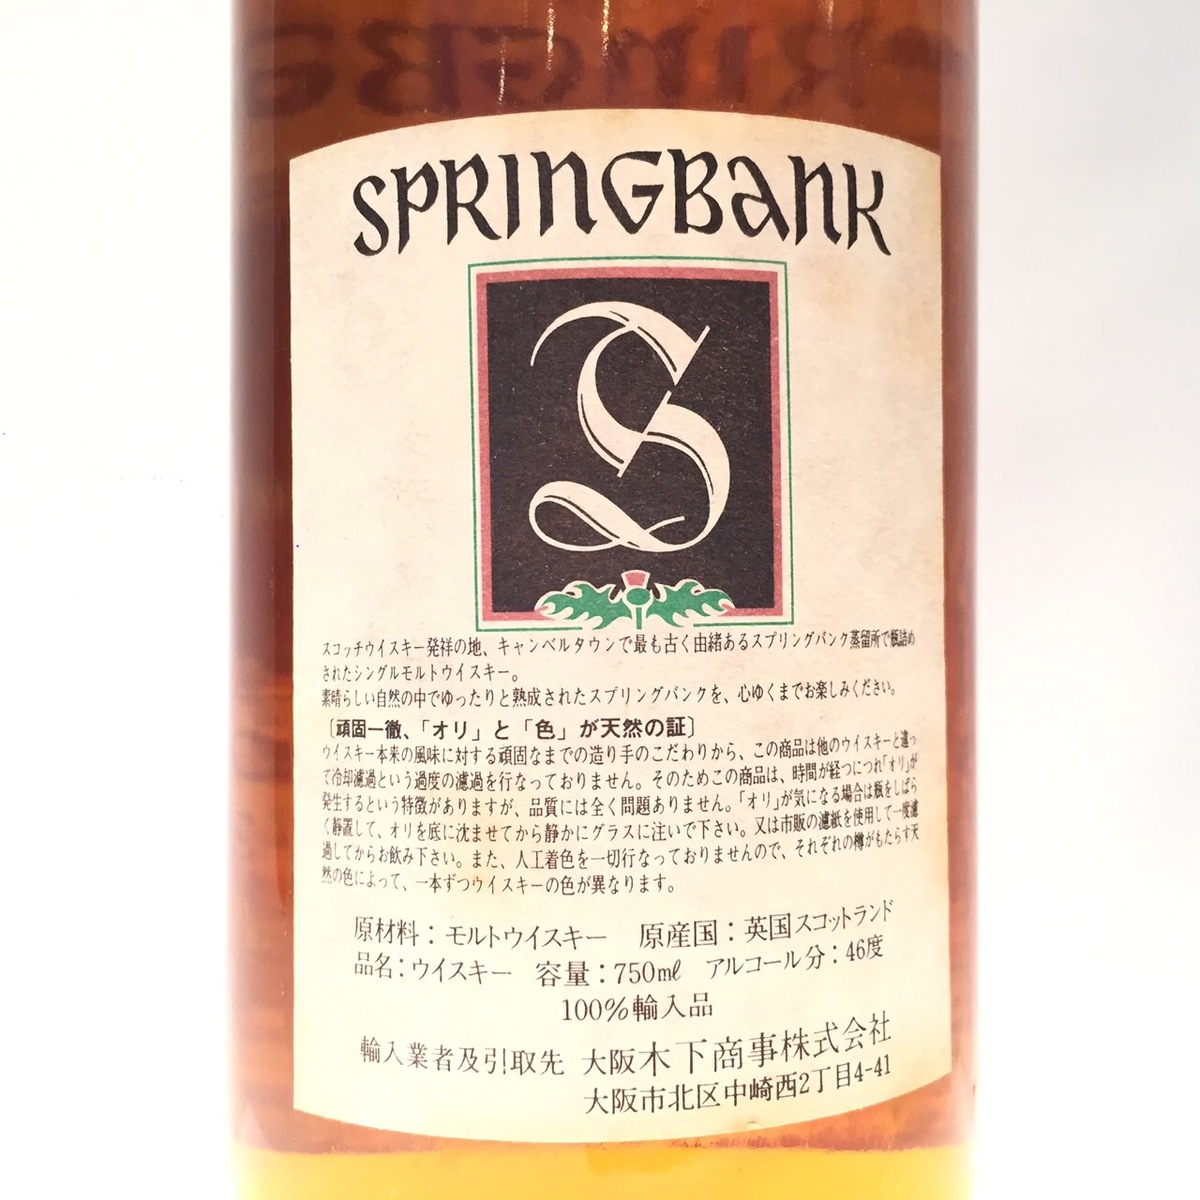 SPRINGBANK
S
スコッチウイスキー発祥の地、キャンベルタウンで最も古く由緒あるスプリングバンク蒸留所で瓶詰め
されたシングルモルトウイスキー。
素晴らしい自然の中でゆったりと熟成されたスプリングバンクを、心ゆくまでお楽しみください。
〔頑固一徹、「オリ」と「色」が天然の証〕
ウイスキー本来の風味に対する頑固なまでの造り手のこだわりから、この商品は他のウイスキーと違っ
て冷却濾過という過度の濾過を行なっておりません。そのためこの商品は、時間が経つにつれ「オリ」が
発生するという特徴がありますが、品質には全く問題ありません。「オリ」が気になる場合は瓶をしばら
く静置して、オリを底に沈ませてから静かにグラスに注いで下さい。又は市販の濾紙を使用して一度濾
過してからお飲み下さい。また、人工着色を一切行なっておりませんので、それぞれの樽がもたらす天
然の色によって、一本ずつウイスキーの色が異なります。
原材料：モルトウイスキー　原産国：英国スコットランド
品名：ウイスキー　容量：750mℓ　アルコール分：46度
100%輸入品
輸入業者及引取先 大阪木下商事株式会社
大阪市北区中崎西2丁目4-41